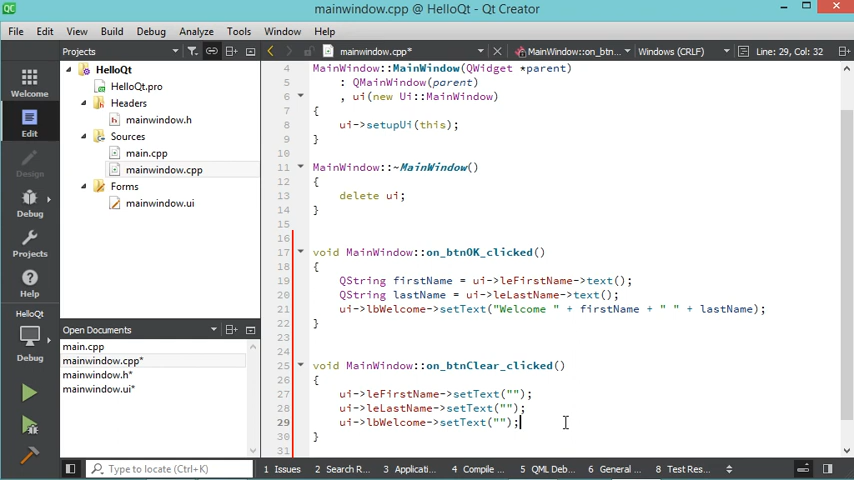 mainwindow.cpp @ HelloQt - Qt Creator
QC
File Edit View Build Debug Analyze Tools Window Help
Projects mainwindow.cpp* MainWindow::on_btn... Windows (CRLF) Line: 29, Col: 32
Welcome
Edit
Design
Debug
Projects
Help
HelloQt
Debug
HelloQt
HelloQt.pro
Headers
mainwindow.h
Sources
main.cpp
mainwindow.cpp
Forms
mainwindow.ui
Open Documents
main.cpp
mainwindow.cpp*
mainwindow.h*
mainwindow.ui*
4 MainWindow::MainWindow(QWidget *parent)
5 : QMainWindow(parent)
6 , ui(new Ui::MainWindow)
7 {
8 ui->setupUi(this);
9 }
10
11 MainWindow::~MainWindow()
12 {
13 delete ui;
14 }
15
16
17 void MainWindow::on_btnOK_clicked()
18 {
19 QString firstName = ui->leFirstName->text();
20 QString lastName = ui->leLastName->text();
21 ui->lbWelcome->setText("Welcome " + firstName + " " + lastName);
22 }
23
24
25 void MainWindow::on_btnClear_clicked()
26 {
27 ui->leFirstName->setText("");
28 ui->leLastName->setText("");
29 ui->lbWelcome->setText("");
30 }
31
Type to locate (Ctrl+K) 1 Issues 2 Search R... 3 Applicati... 4 Compile ... 5 QML Deb... 6 General ... 8 Test Res...